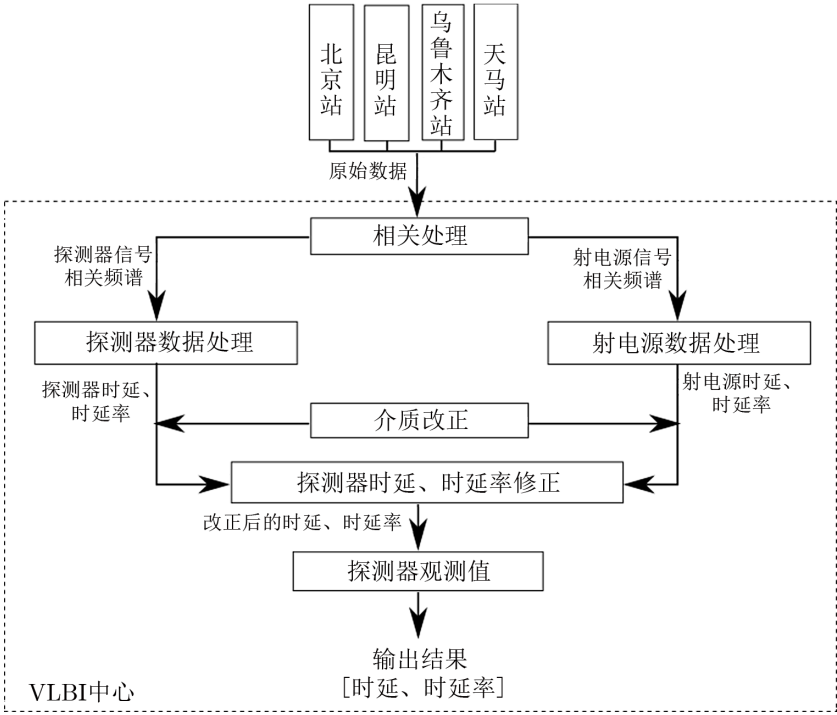 北京站
昆明站
乌鲁木齐站
天马站
原始数据
相关处理
探测器信号
相关频谱
射电源信号
相关频谱
探测器数据处理
射电源数据处理
探测器时延、
时延率
射电源时延、
时延率
介质改正
探测器时延、时延率修正
改正后的时延、时延率
探测器观测值
输出结果
[时延、时延率]
VLBI中心